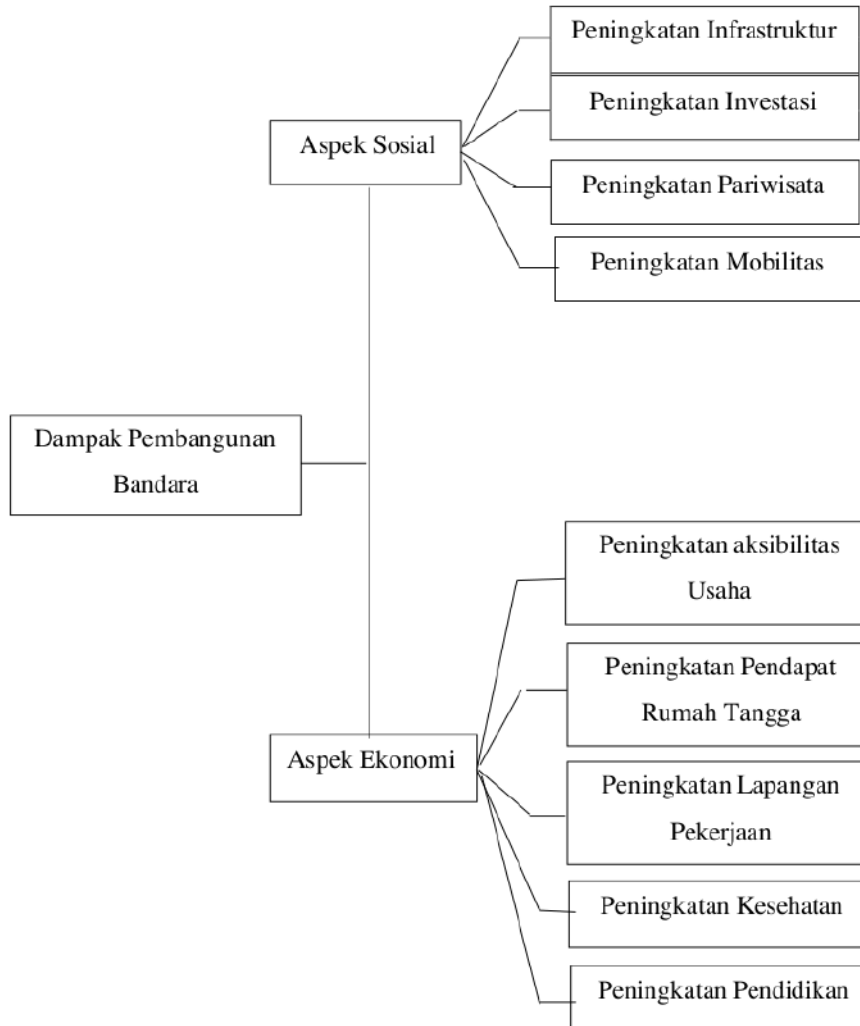 Peningkatan Infrastruktur
Peningkatan Investasi
Aspek Sosial
Peningkatan Pariwisata
Peningkatan Mobilitas
Dampak Pembangunan
Bandara
Peningkatan aksibilitas
Usaha
Peningkatan Pendapat
Rumah Tangga
Aspek Ekonomi
Peningkatan Lapangan
Pekerjaan
Peningkatan Kesehatan
Peningkatan Pendidikan